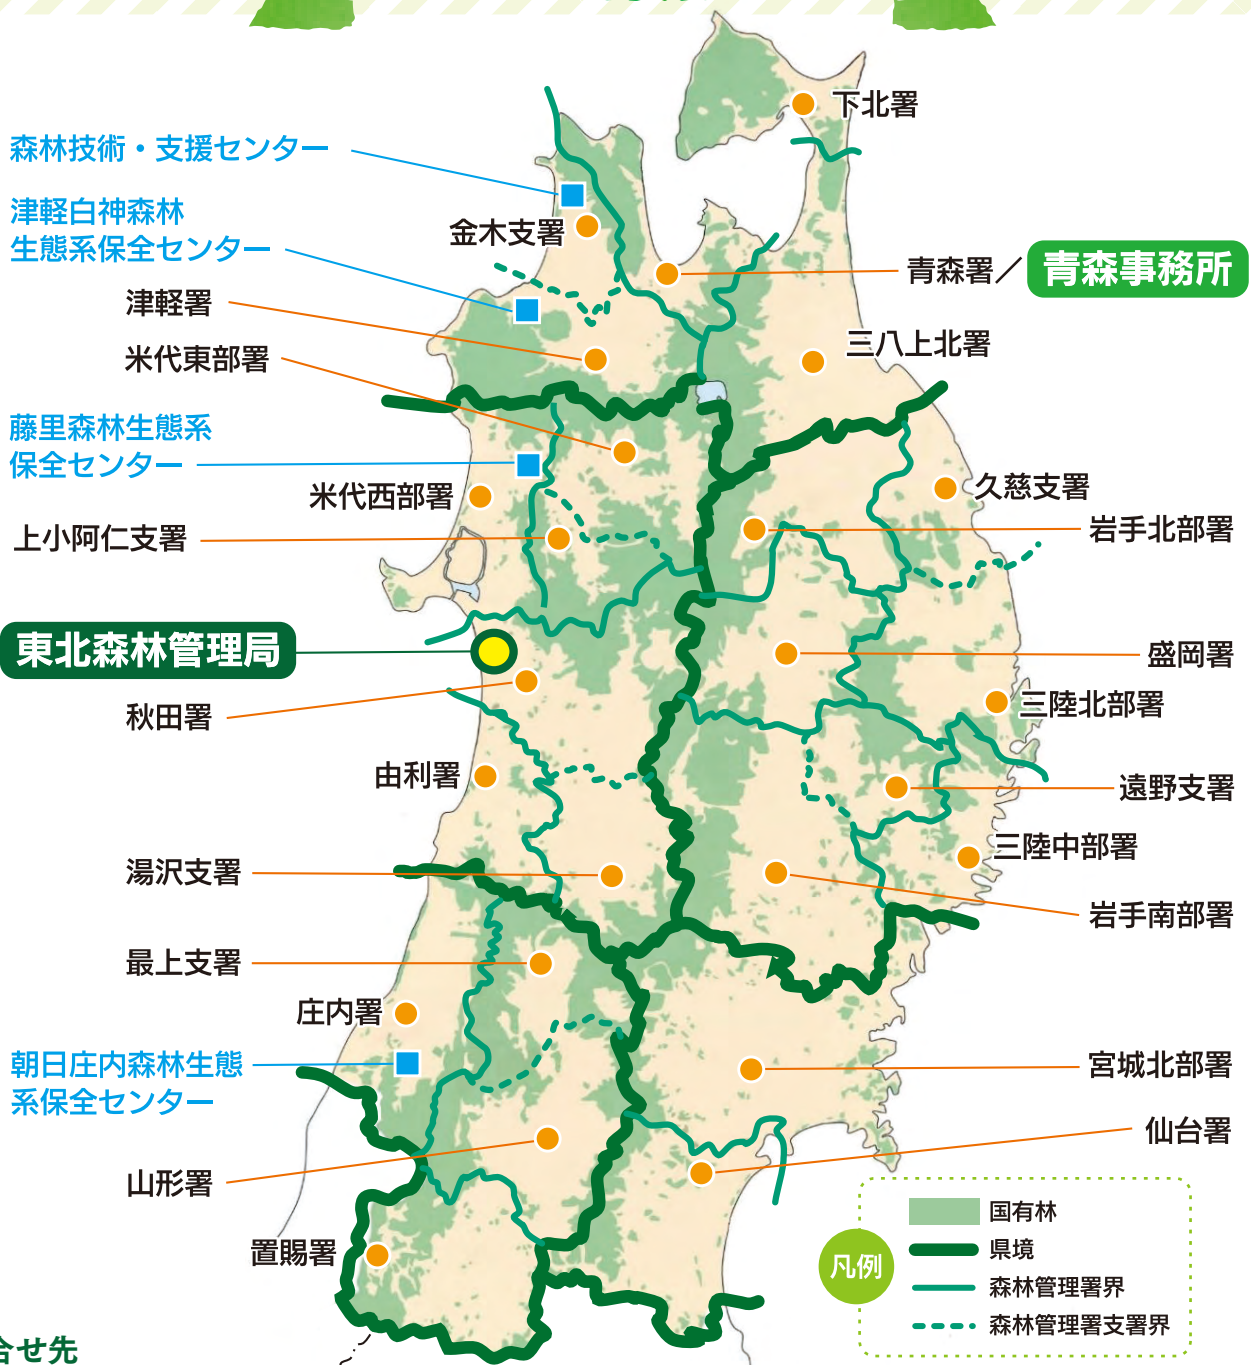 下北署
森林技術・支援センター
津軽白神森林
生態系保全センター
金木支署
青森署／青森事務所
津軽署
米代東部署
三八上北署
藤里森林生態系
保全センター
米代西部署
久慈支署
岩手北部署
上小阿仁支署
東北森林管理局
盛岡署
秋田署
三陸北部署
由利署
遠野支署
三陸中部署
湯沢支署
岩手南部署
最上支署
庄内署
朝日庄内森林生態
系保全センター
宮城北部署
仙台署
山形署
置賜署
凡例
国有林
県境
森林管理署界
森林管理署支署界
合せ先